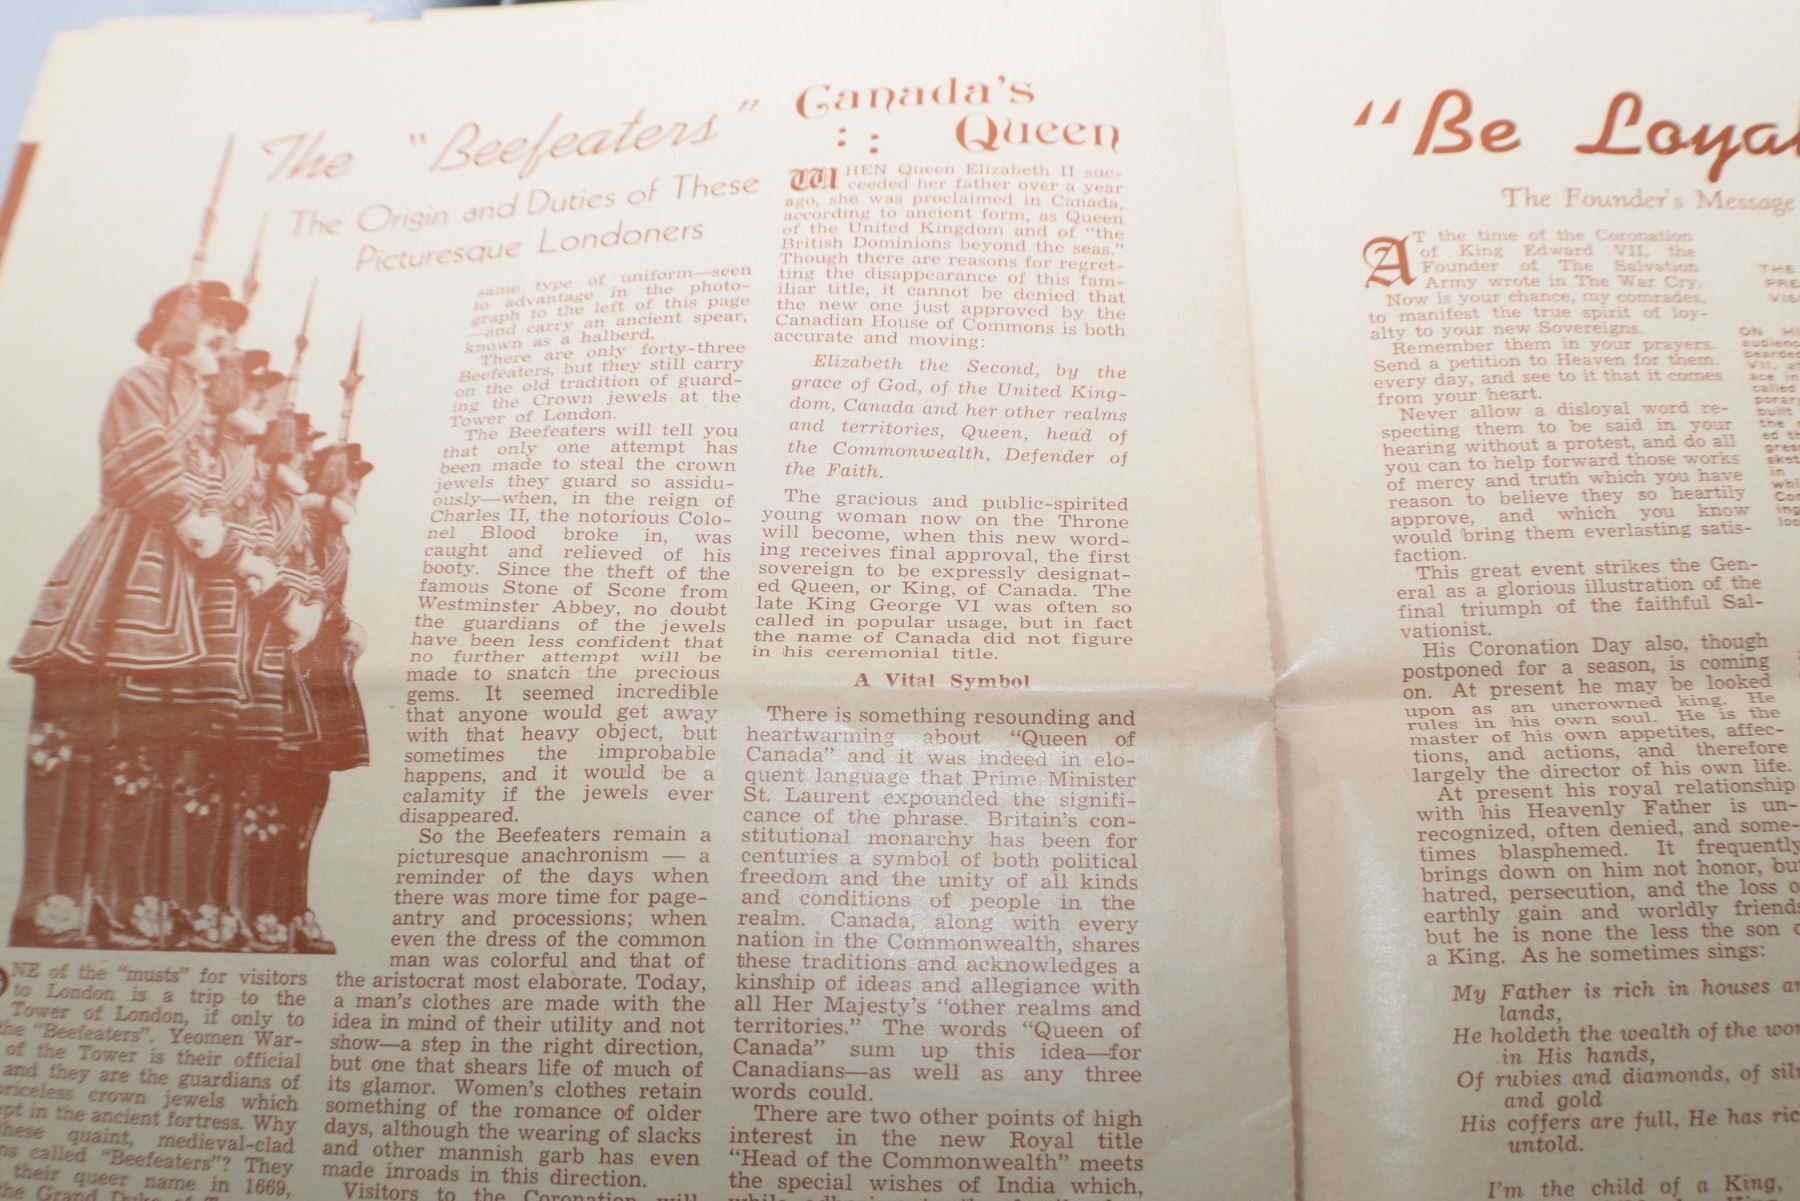 The "Beefeaters"
The Origin and Duties of These
Picturesque Londoners
NE of the "musts" for visitors
to London is a trip to the
Tower of London, if only to
the "Beefeaters". Yeomen War-
of the Tower is their official
and they are the guardians of
priceless crown jewels which
in the ancient fortress. Why
these quaint, medieval-clad
called "Beefeaters"? They
their queer name in 1669,
the Grand Duke of
same type of uniform—seen
to advantage in the photo-
graph to the left of this page
—and carry an ancient spear,
known as a halberd.
There are only forty-three
Beefeaters, but they still carry
on the old tradition of guard-
ing the Crown jewels at the
Tower of London.
The Beefeaters will tell you
that only one attempt has
been made to steal the crown
jewels they guard so assidu-
ously—when, in the reign of
Charles II, the notorious Colo-
nel Blood broke in, was
caught and relieved of his
booty. Since the theft of the
famous Stone of Scone from
Westminster Abbey, no doubt
the guardians of the jewels
have been less confident that
no further attempt will be
made to snatch the precious
gems. It seemed incredible
that anyone would get away
with that heavy object, but
sometimes the improbable
happens, and it would be a
calamity if the jewels ever
disappeared.
So the Beefeaters remain a
picturesque anachronism — a
reminder of the days when
there was more time for page-
antry and processions; when
even the dress of the common
man was colorful and that of
the aristocrat most elaborate. Today,
a man's clothes are made with the
idea in mind of their utility and not
show—a step in the right direction,
but one that shears life of much of
its glamor. Women's clothes retain
something of the romance of older
days, although the wearing of slacks
and other mannish garb has even
made inroads in this direction.
Visitors to the Coronation will
Canada's
:: Queen
WHEN Queen Elizabeth II suc-
ceeded her father over a year
ago, she was proclaimed in Canada,
according to ancient form, as Queen
of the United Kingdom and of "the
British Dominions beyond the seas."
Though there are reasons for regret-
ting the disappearance of this fam-
iliar title, it cannot be denied that
the new one just approved by the
Canadian House of Commons is both
accurate and moving:
Elizabeth the Second, by the
grace of God, of the United King-
dom, Canada and her other realms
and territories, Queen, head of
the Commonwealth, Defender of
the Faith.
The gracious and public-spirited
young woman now on the Throne
will become, when this new word-
ing receives final approval, the first
sovereign to be expressly designat-
ed Queen, or King, of Canada. The
late King George VI was often so
called in popular usage, but in fact
the name of Canada did not figure
in his ceremonial title.
A Vital Symbol
There is something resounding and
heartwarming about "Queen of
Canada" and it was indeed in elo-
quent language that Prime Minister
St. Laurent expounded the signifi-
cance of the phrase. Britain's con-
stitutional monarchy has been for
centuries a symbol of both political
freedom and the unity of all kinds
and conditions of people in the
realm. Canada, along with every
nation in the Commonwealth, shares
these traditions and acknowledges a
kinship of ideas and allegiance with
all Her Majesty's "other realms and
territories." The words "Queen of
Canada" sum up this idea—for
Canadians—as well as any three
words could.
There are two other points of high
interest in the new Royal title
"Head of the Commonwealth" meets
the special wishes of India which,
"Be Loyal
The Founder's Message
AT the time of the Coronation
of King Edward VII, the
Founder of The Salvation
Army wrote in The War Cry.
Now is your chance, my comrades,
to manifest the true spirit of loy-
alty to your new Sovereigns.
Remember them in your prayers.
Send a petition to Heaven for them
every day, and see to it that it comes
from your heart.
Never allow a disloyal word re-
specting them to be said in your
hearing without a protest, and do all
you can to help forward those works
of mercy and truth which you have
reason to believe they so heartily
approve, and which you know
would bring them everlasting satis-
faction.
This great event strikes the Gen-
eral as a glorious illustration of the
final triumph of the faithful Sal-
vationist.
His Coronation Day also, though
postponed for a season, is coming
on. At present he may be looked
upon as an uncrowned king. He
rules in his own soul. He is the
master of his own appetites, affec-
tions, and actions, and therefore
largely the director of his own life.
At present his royal relationship
with his Heavenly Father is un-
recognized, often denied, and some-
times blasphemed. It frequently
brings down on him not honor, but
hatred, persecution, and the loss
earthly gain and worldly friends
but he is none the less the son
a King. As he sometimes sings:
My Father is rich in houses
lands,
He holdeth the wealth of the
in His hands,
Of rubies and diamonds, of
and gold
His coffers are full, He has
untold.
I'm the child of a King,
THE
PRE
VIS
ON